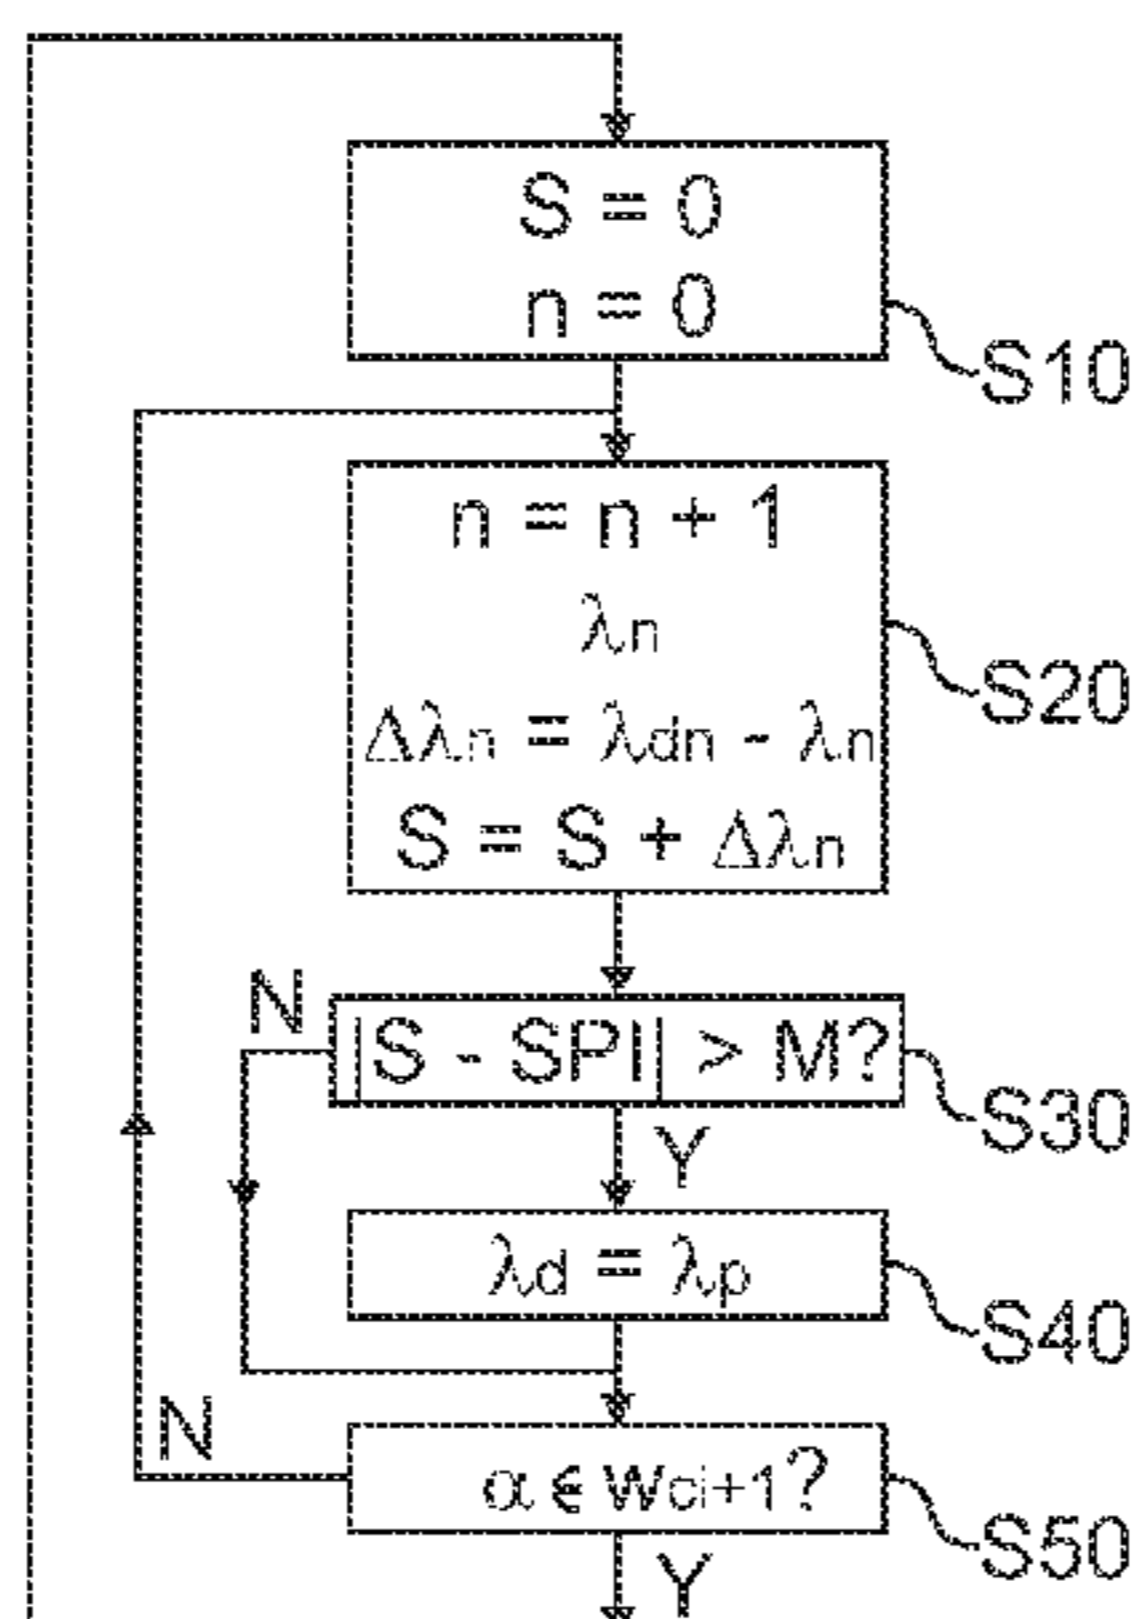 S = 0
n = 0
S10
n = n + 1
λn
Δλn = λdn - λn
S = S + Δλn
S20
N
|S - SPI| > M?
S30
Y
λd = λp
S40
N
α ϵ Wci+1?
S50
Y